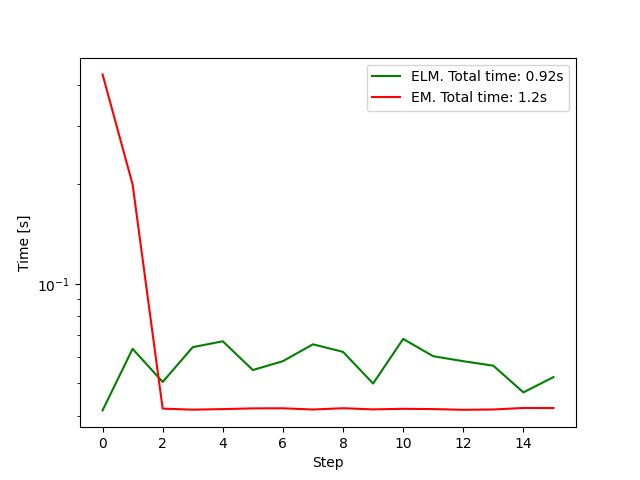 ELM. Total time: 0.92s
EM. Total time: 1.2s
Time [s]
10⁻¹
0 2 4 6 8 10 12 14
Step